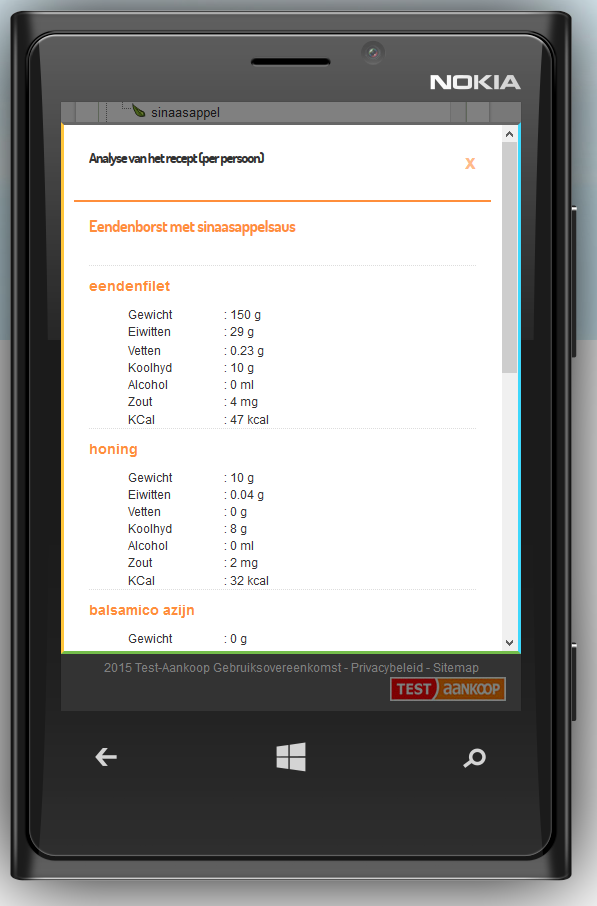 NOKIA
sinaasappel
Analyse van het recept (per persoon)
x
Eendenborst met sinaasappelsaus
eendenfilet
Gewicht : 150 g
Eiwitten : 29 g
Vetten : 0.23 g
Koolhyd : 10 g
Alcohol : 0 ml
Zout : 4 mg
KCal : 47 kcal
honing
Gewicht : 10 g
Eiwitten : 0.04 g
Vetten : 0 g
Koolhyd : 8 g
Alcohol : 0 ml
Zout : 2 mg
KCal : 32 kcal
balsamico azijn
Gewicht : 0 g
2015 Test-Aankoop Gebruiksovereenkomst - Privacybeleid - Sitemap
TEST aankoop